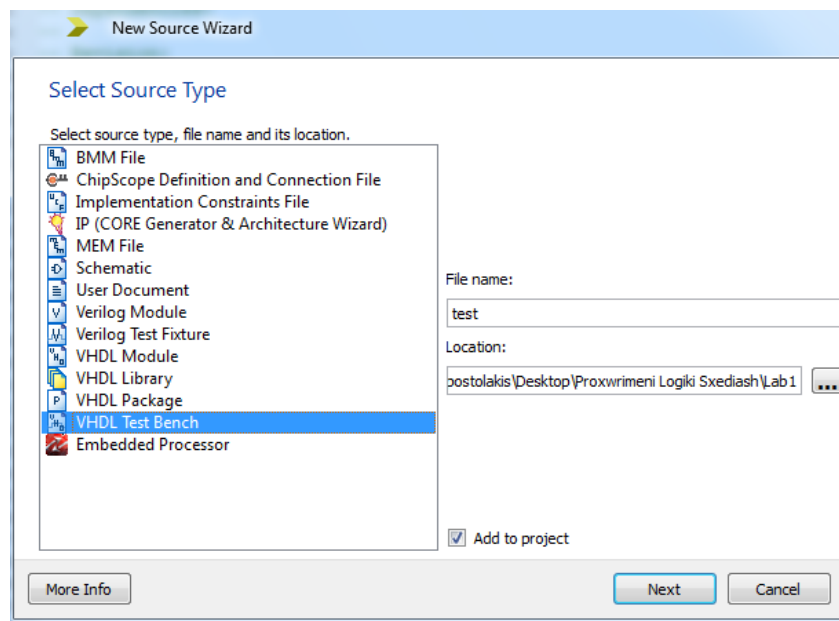 New Source Wizard
Select Source Type
Select source type, file name and its location.
BMM File
ChipScope Definition and Connection File
Implementation Constraints File
IP (CORE Generator & Architecture Wizard)
MEM File
Schematic
User Document
Verilog Module
Verilog Test Fixture
VHDL Module
VHDL Library
VHDL Package
VHDL Test Bench
Embedded Processor
File name:
test
Location:
postolakis\Desktop\Proxwrimeni Logiki Sxediash\Lab1
...
Add to project
More Info
Next
Cancel